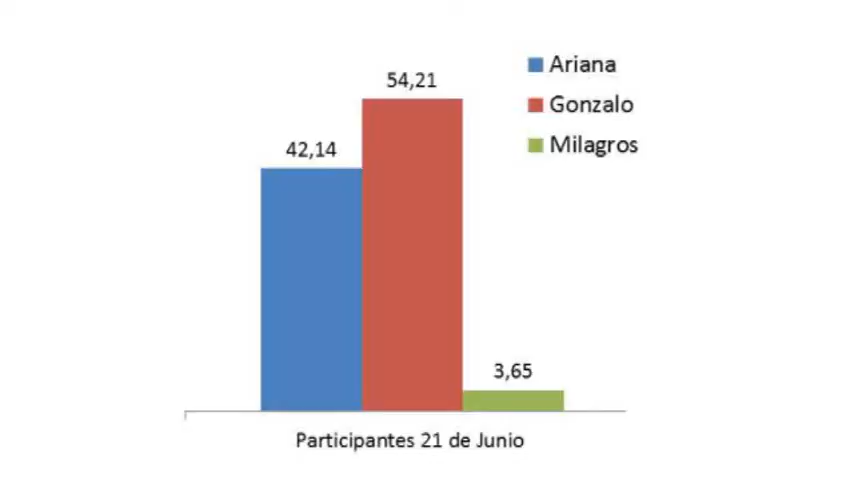 Ariana
54,21
Gonzalo
42,14
Milagros
3,65
Participantes 21 de Junio